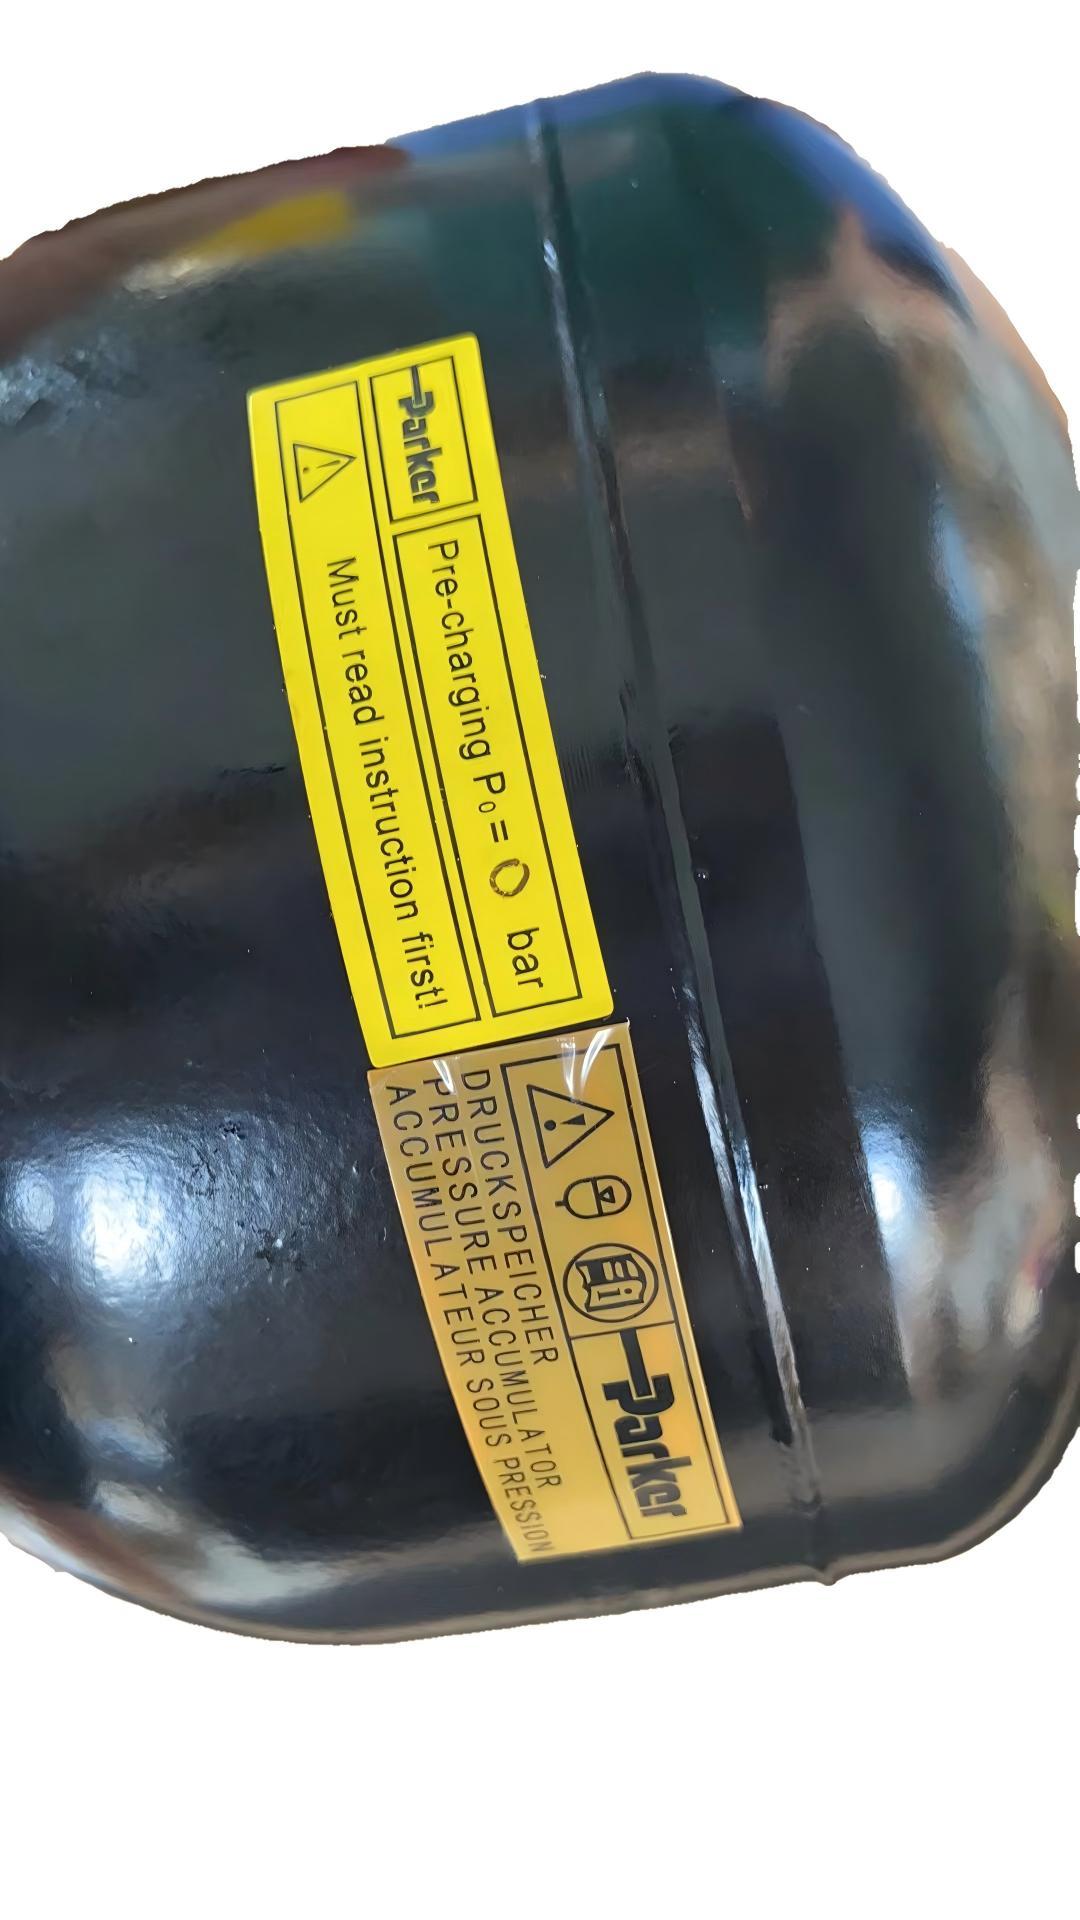 Parker
Pre-charging P₀= 0 bar
Must read instruction first!
Parker
DRUCKSPEICHER
PRESSURE ACCUMULATOR
ACCUMULATEUR SOUS PRESSION